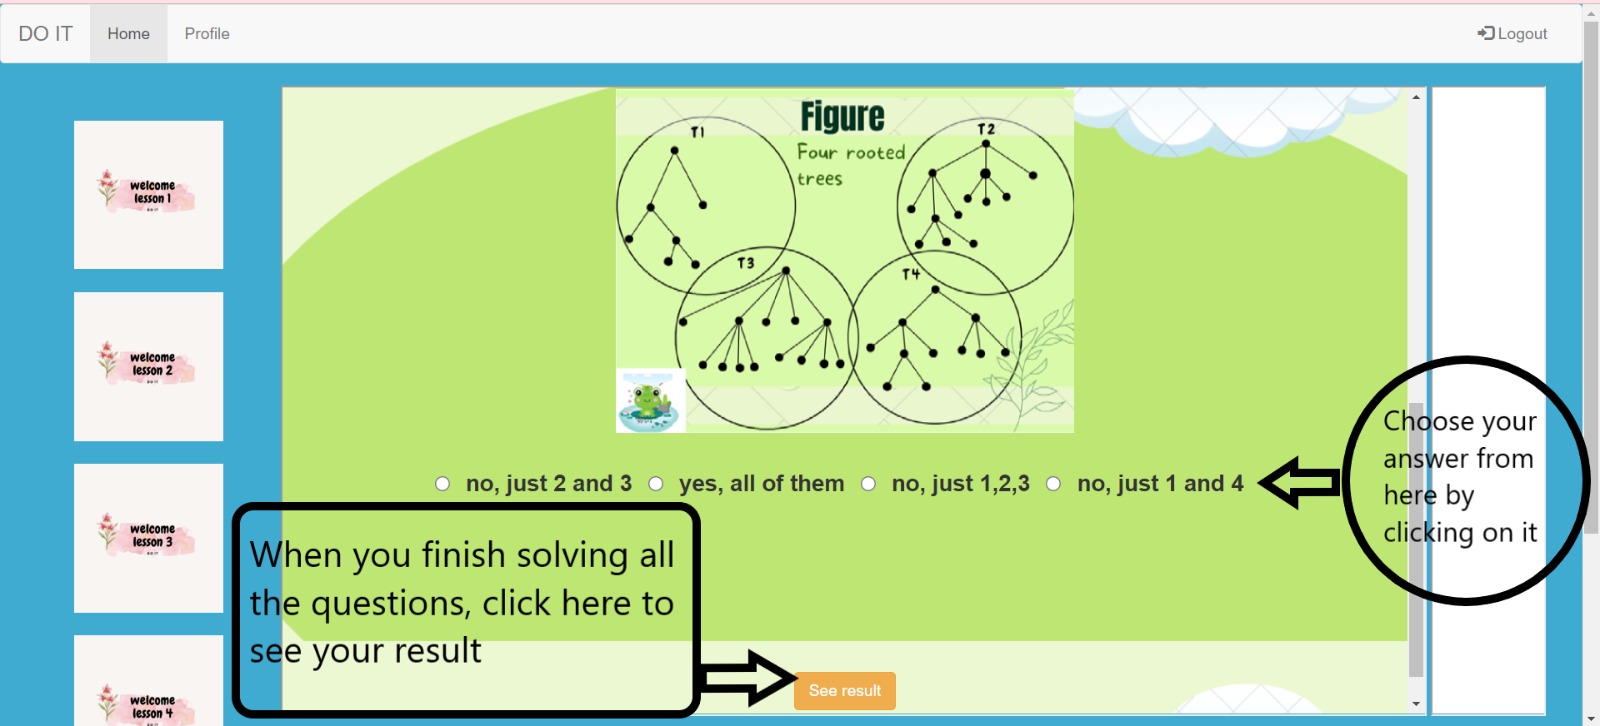 DO IT Home Profile Logout
welcome
lesson 1
welcome
lesson 2
welcome
lesson 3
welcome
lesson 4
Figure
Four rooted
trees
T1
T2
T3
T4
no, just 2 and 3 yes, all of them no, just 1,2,3 no, just 1 and 4
Choose your
answer from
here by
clicking on it
When you finish solving all
the questions, click here to
see your result
See result